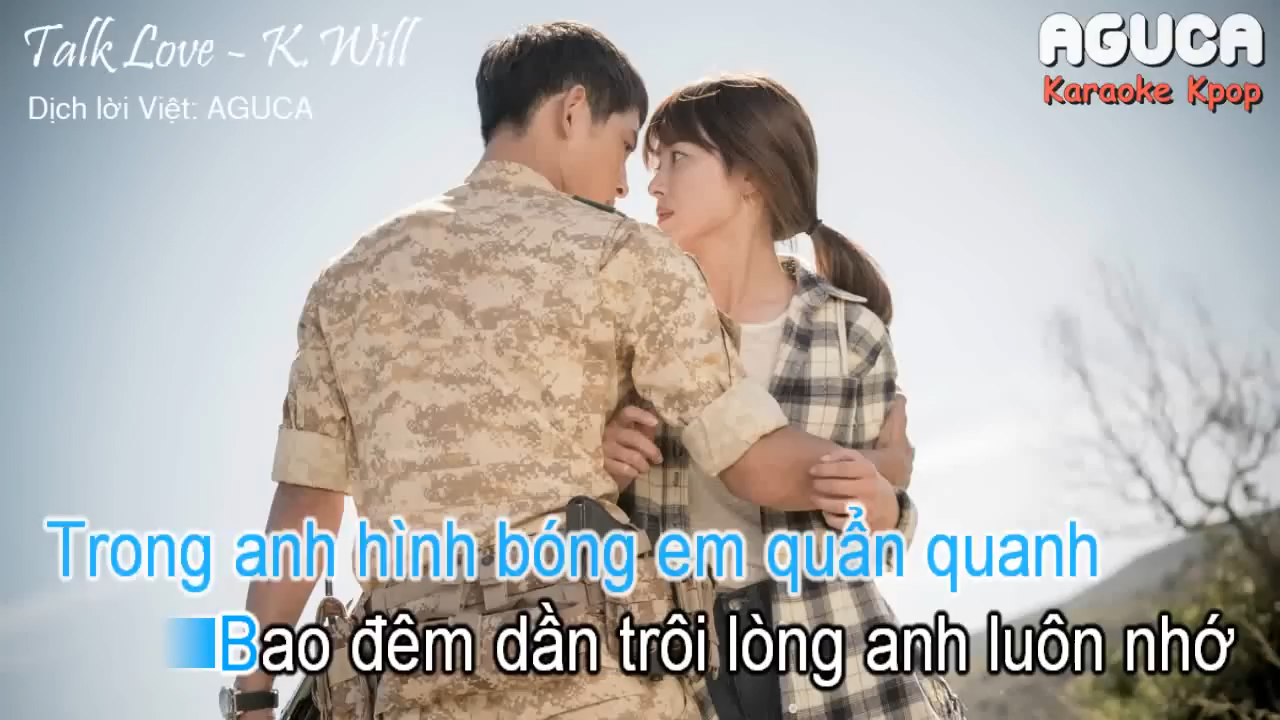 Talk Love - K. Will
Dịch lời Việt: AGUCA
AGUCA
Karaoke Kpop
Trong anh hình bóng em quẩn quanh
Bao đêm dần trôi lòng anh luôn nhớ